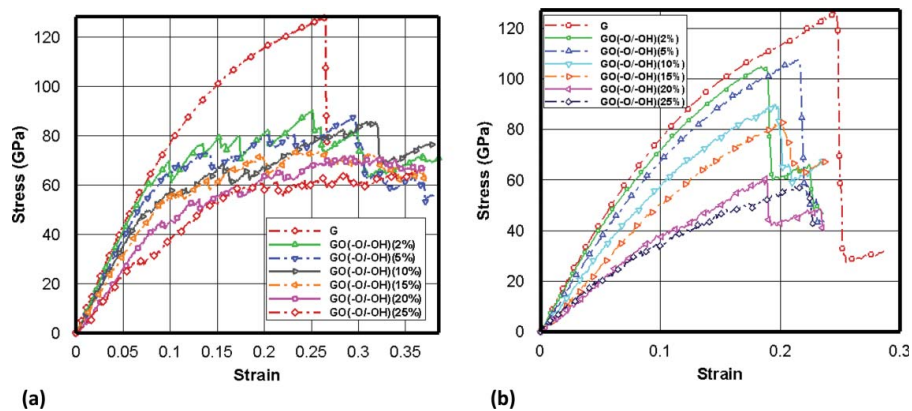 120
100
80
60
40
20
0
Stress (GPa)
G
GO(-O/-OH)(2%)
GO(-O/-OH)(5%)
GO(-O/-OH)(10%)
GO(-O/-OH)(15%)
GO(-O/-OH)(20%)
GO(-O/-OH)(25%)
0 0.05 0.1 0.15 0.2 0.25 0.3 0.35
Strain
(a)
120
100
80
60
40
20
0
Stress (GPa)
G
GO(-O/-OH)(2%)
GO(-O/-OH)(5%)
GO(-O/-OH)(10%)
GO(-O/-OH)(15%)
GO(-O/-OH)(20%)
GO(-O/-OH)(25%)
0 0.1 0.2 0.3
Strain
(b)